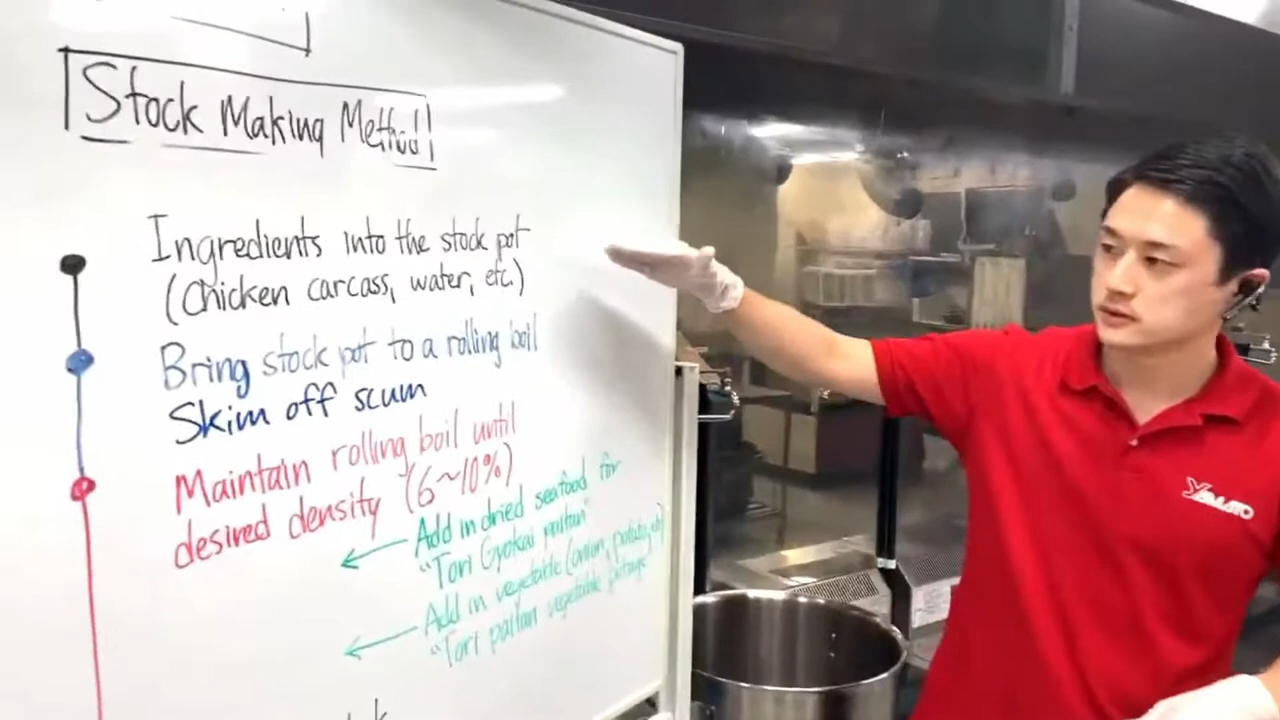 Stock Making Method
Ingredients into the stock pot
(Chicken carcass, water, etc.)
Bring stock pot to a rolling boil
Skim off scum
Maintain rolling boil until
desired density (6~10%)
Add in dried seafood for
"Tori Gyokai paitan"
Add in vegetable (onion, potato, etc)
"Tori paitan vegetable potage"
YAMATO